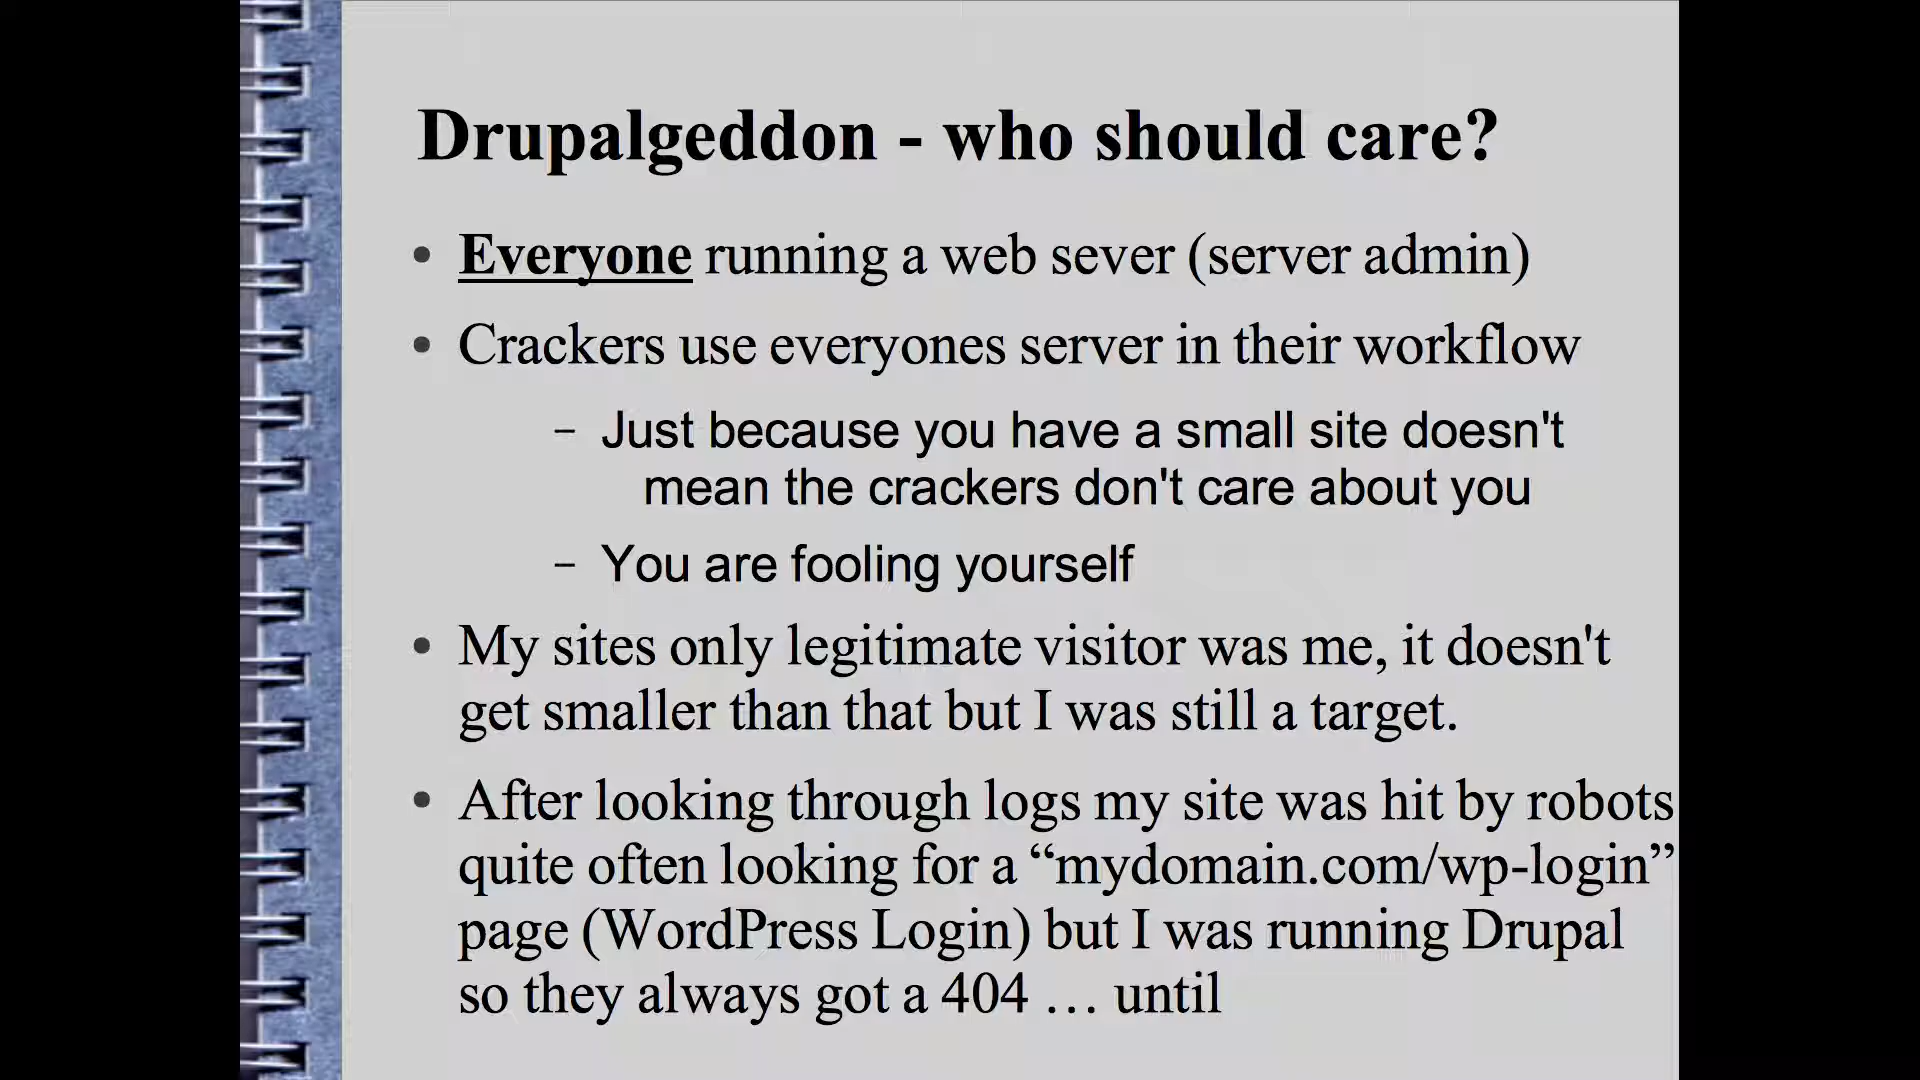 Drupalgeddon - who should care?
• Everyone running a web sever (server admin)
• Crackers use everyones server in their workflow
– Just because you have a small site doesn't
mean the crackers don't care about you
– You are fooling yourself
• My sites only legitimate visitor was me, it doesn't
get smaller than that but I was still a target.
• After looking through logs my site was hit by robots
quite often looking for a “mydomain.com/wp-login”
page (WordPress Login) but I was running Drupal
so they always got a 404 … until